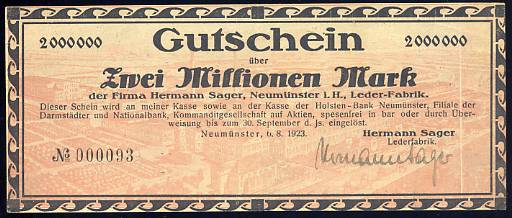 2000000 Gutschein 2000000
über
Zwei Millionen Mark
der Firma Hermann Sager, Neumünster i. H., Leder-Fabrik.
Dieser Schein wird an meiner Kasse sowie an der Kasse der Holsten-Bank Neumünster, Filiale der
Darmstädter und Nationalbank, Kommanditgesellschaft auf Aktien, spesenfrei in bar oder durch Über-
weisung bis zum 30. September d. js. eingelöst.
Neumünster, 6. 8. 1923.
Hermann Sager
Lederfabrik.
№ 000093
Hermann Sager